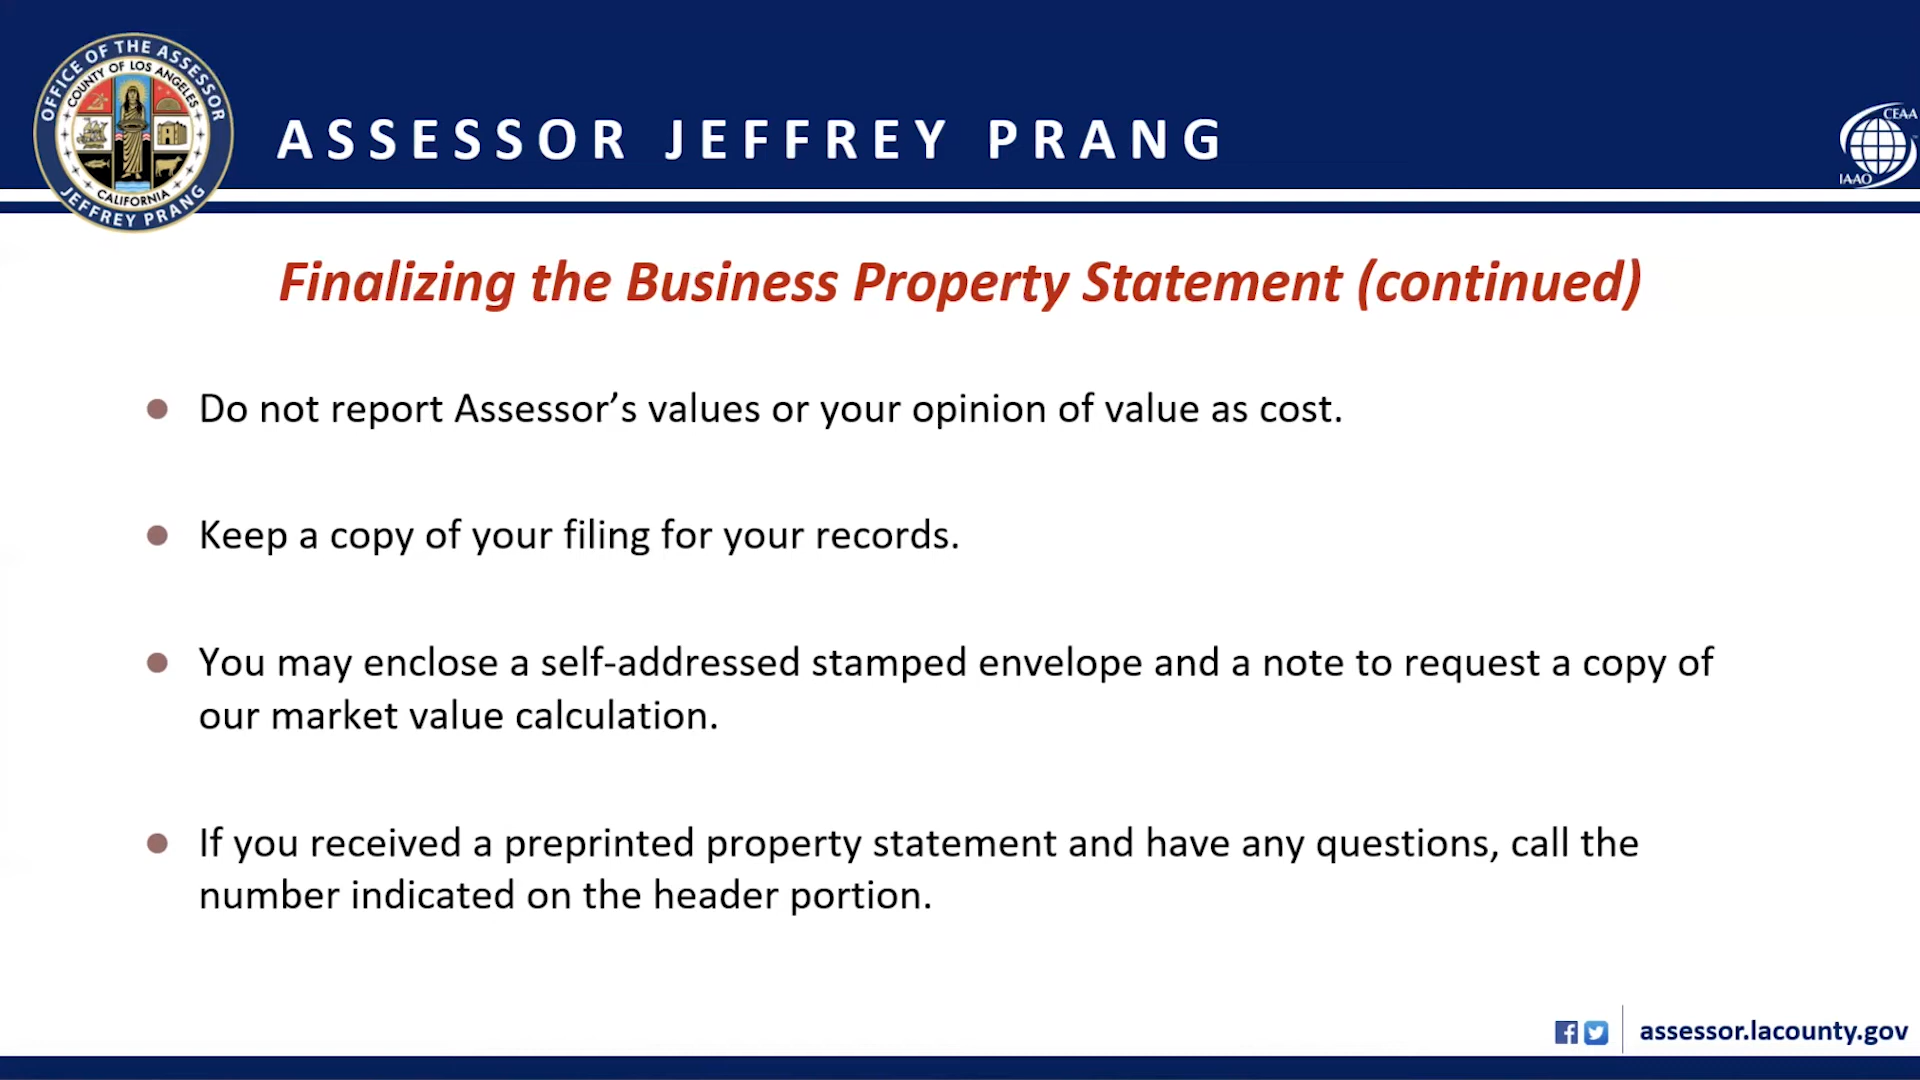 OFFICE OF THE ASSESSOR
COUNTY OF LOS ANGELES
CALIFORNIA
JEFFREY PRANG
ASSESSOR JEFFREY PRANG
CEAA
IAAO
Finalizing the Business Property Statement (continued)
Do not report Assessor’s values or your opinion of value as cost.
Keep a copy of your filing for your records.
You may enclose a self-addressed stamped envelope and a note to request a copy of
our market value calculation.
If you received a preprinted property statement and have any questions, call the
number indicated on the header portion.
assessor.lacounty.gov